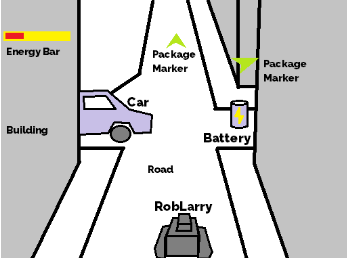 Energy Bar
Package
Marker
Package
Marker
Car
Building
Battery
Road
RobLarry